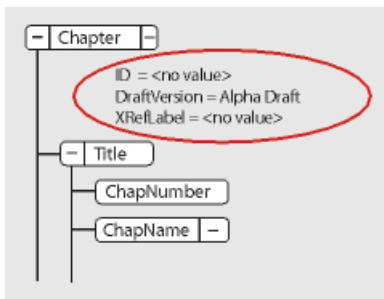 Chapter
ID = <no value>
DraftVersion = Alpha Draft
XRefLabel = <no value>
Title
ChapNumber
ChapName